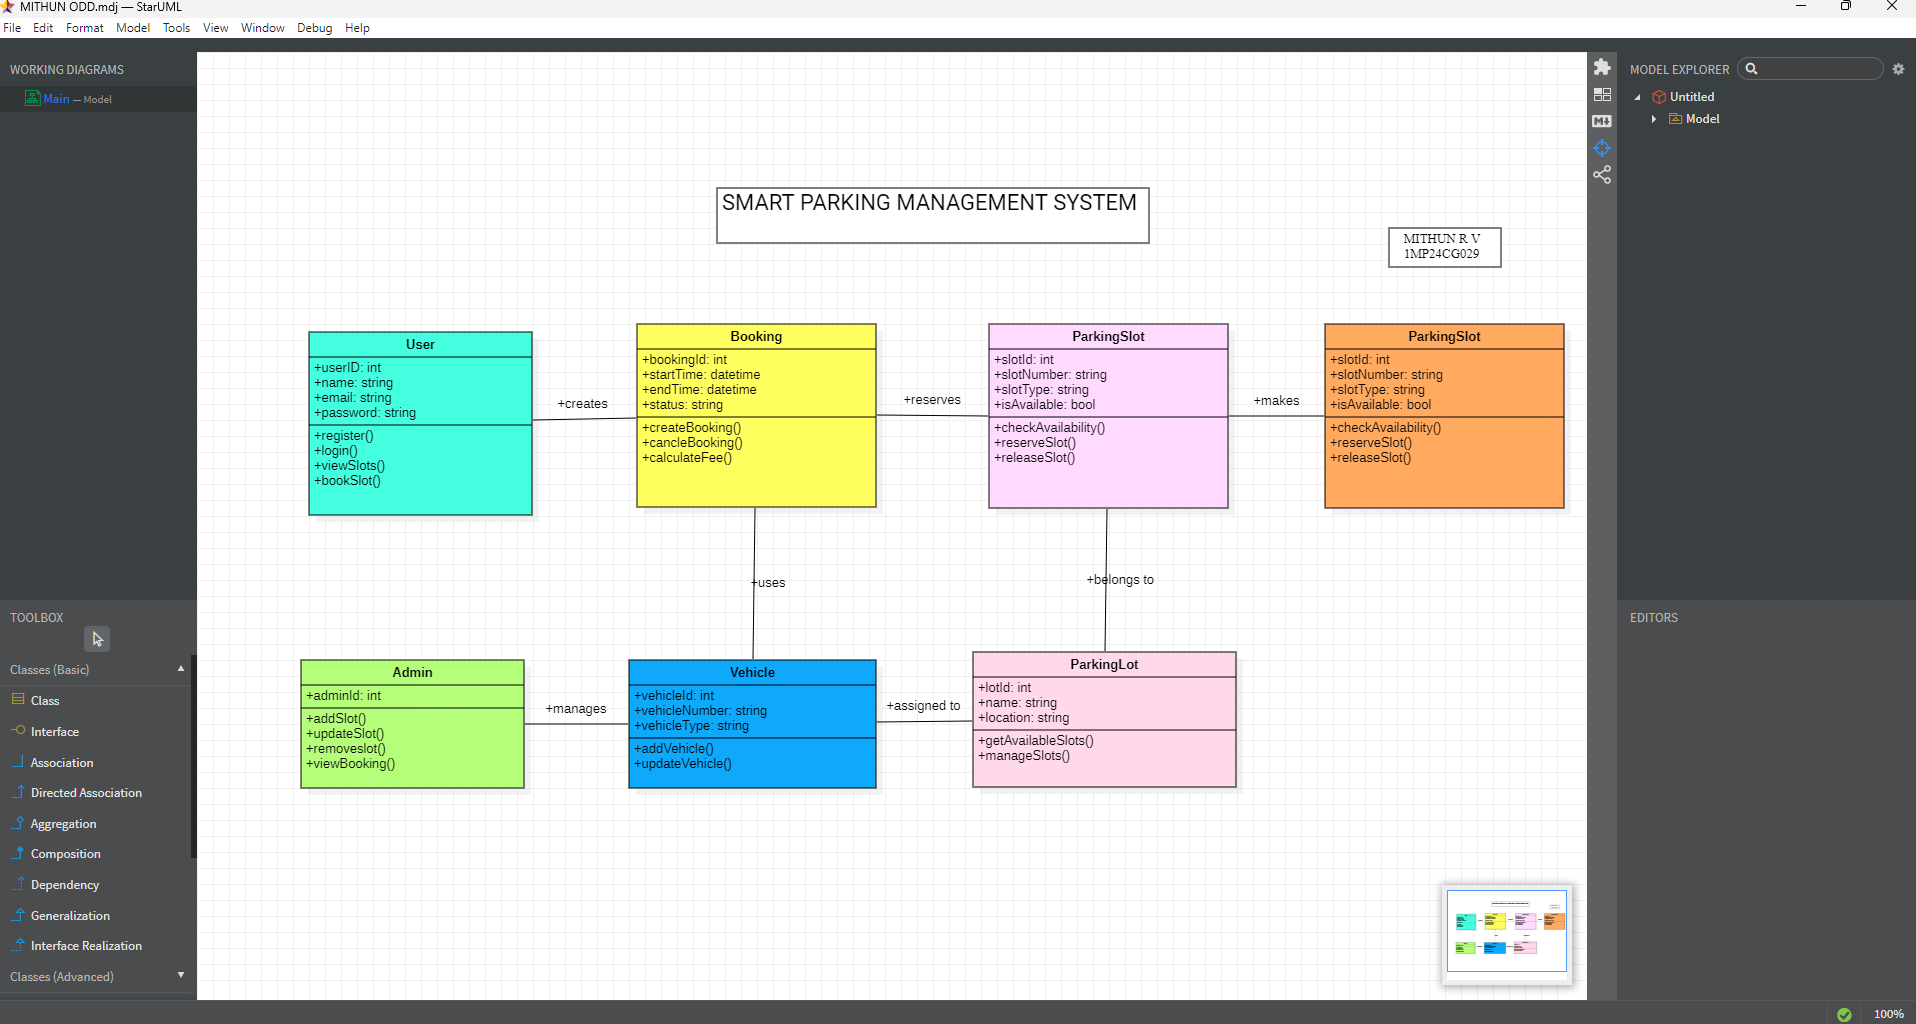 MITHUN ODD.mdj — StarUML
File Edit Format Model Tools View Window Debug Help
WORKING DIAGRAMS
Main — Model
TOOLBOX
Classes (Basic)
Class
Interface
Association
Directed Association
Aggregation
Composition
Dependency
Generalization
Interface Realization
Classes (Advanced)
SMART PARKING MANAGEMENT SYSTEM
MITHUN R V
1MP24CG029
User
+userID: int
+name: string
+email: string
+password: string
+register()
+login()
+viewSlots()
+bookSlot()
+creates
Booking
+bookingId: int
+startTime: datetime
+endTime: datetime
+status: string
+createBooking()
+cancleBooking()
+calculateFee()
+reserves
ParkingSlot
+slotId: int
+slotNumber: string
+slotType: string
+isAvailable: bool
+checkAvailability()
+reserveSlot()
+releaseSlot()
+makes
ParkingSlot
+slotId: int
+slotNumber: string
+slotType: string
+isAvailable: bool
+checkAvailability()
+reserveSlot()
+releaseSlot()
+uses
+belongs to
Admin
+adminId: int
+addSlot()
+updateSlot()
+removeslot()
+viewBooking()
+manages
Vehicle
+vehicleId: int
+vehicleNumber: string
+vehicleType: string
+addVehicle()
+updateVehicle()
+assigned to
ParkingLot
+lotId: int
+name: string
+location: string
+getAvailableSlots()
+manageSlots()
M
MODEL EXPLORER
Untitled
Model
EDITORS
100%